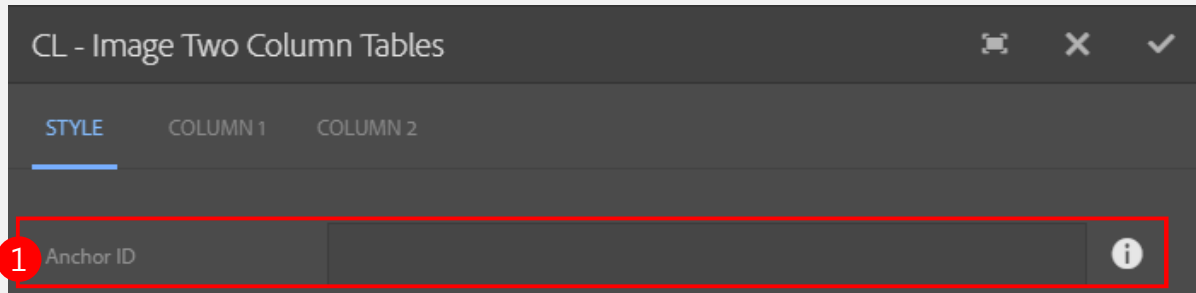 CL - Image Two Column Tables
STYLE COLUMN 1 COLUMN 2
1 Anchor ID